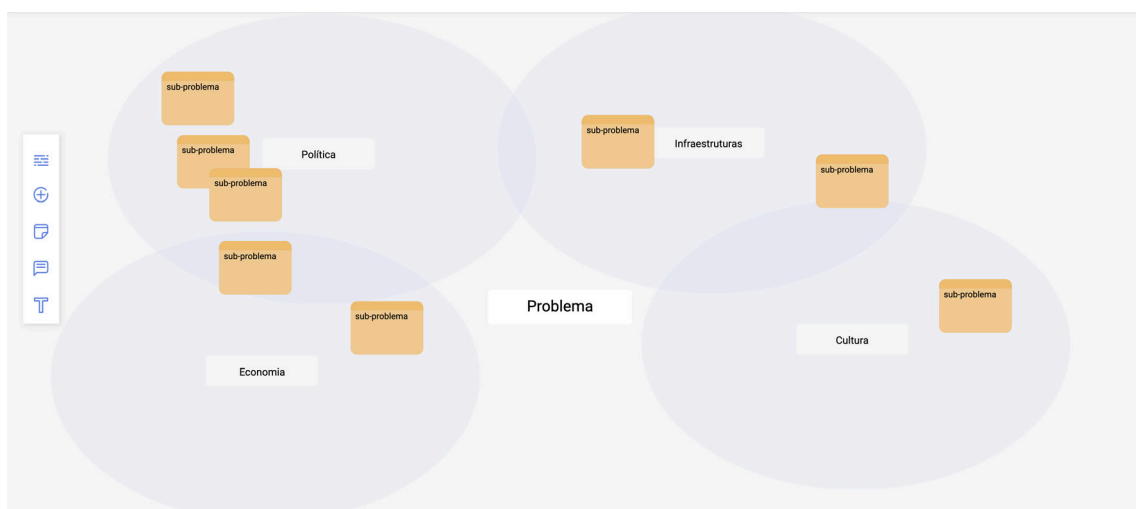 sub-problema
sub-problema
Política
sub-problema
sub-problema
sub-problema
Economia
Problema
sub-problema
Infraestruturas
sub-problema
sub-problema
Cultura